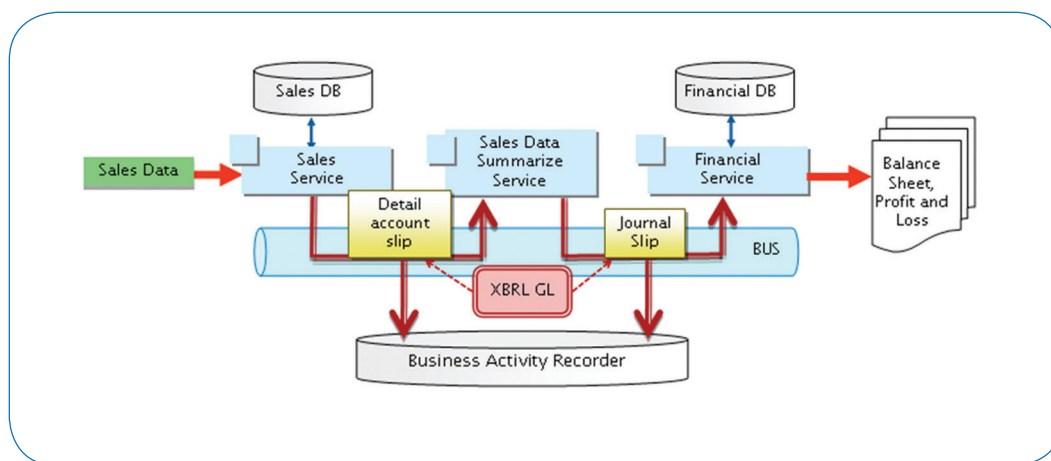 Sales DB
Financial DB
Sales Data
Sales
Service
Sales Data
Summarize
Service
Financial
Service
Balance
Sheet,
Profit and
Loss
Detail
account
slip
Journal
Slip
BUS
XBRL GL
Business Activity Recorder